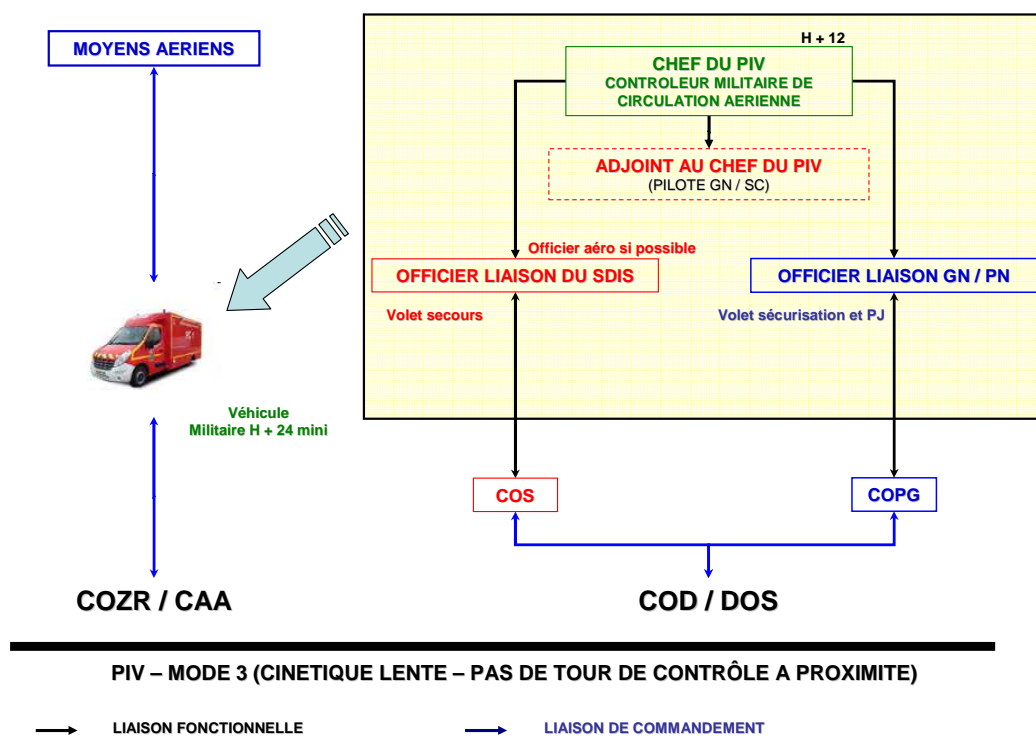 MOYENS AERIENS
H + 12
CHEF DU PIV
CONTROLEUR MILITAIRE DE
CIRCULATION AERIENNE
ADJOINT AU CHEF DU PIV
(PILOTE GN / SC)
Officier aéro si possible
OFFICIER LIAISON DU SDIS
OFFICIER LIAISON GN / PN
Volet secours
Volet sécurisation et PJ
Véhicule
Militaire H + 24 mini
COS
COPG
COZR / CAA
COD / DOS
PIV – MODE 3 (CINETIQUE LENTE – PAS DE TOUR DE CONTRÔLE A PROXIMITE)
LIAISON FONCTIONNELLE
LIAISON DE COMMANDEMENT